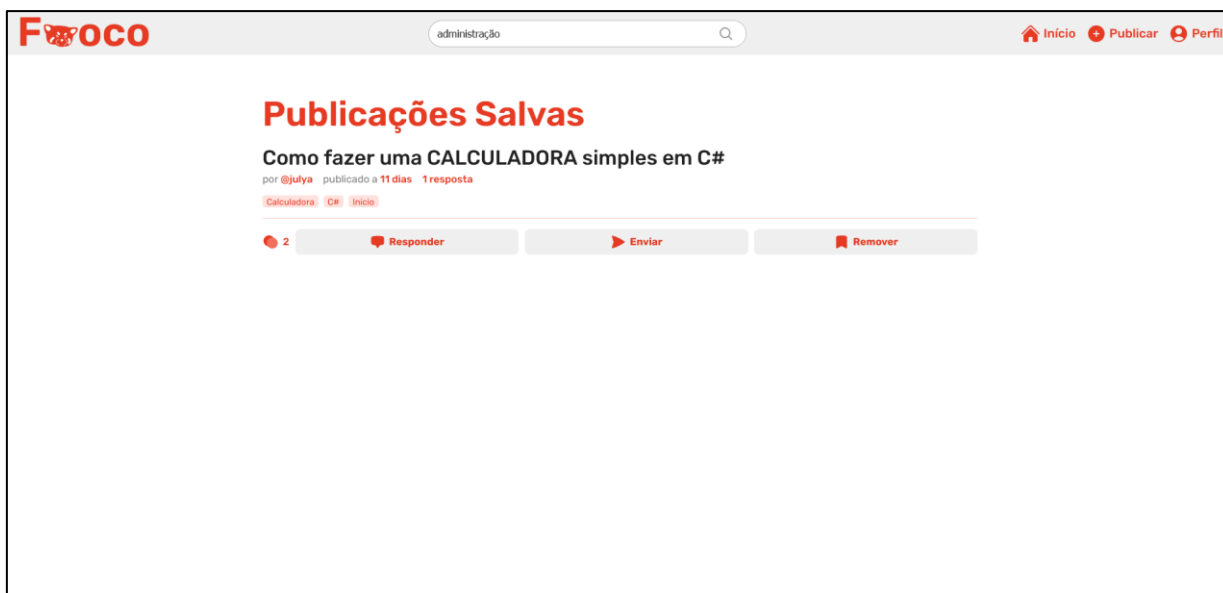 Fooco
administração
Início
Publicar
Perfil
Publicações Salvas
Como fazer uma CALCULADORA simples em C#
por @julya publicado a 11 dias 1 resposta
Calculadora C# Inicio
2 Responder Enviar Remover